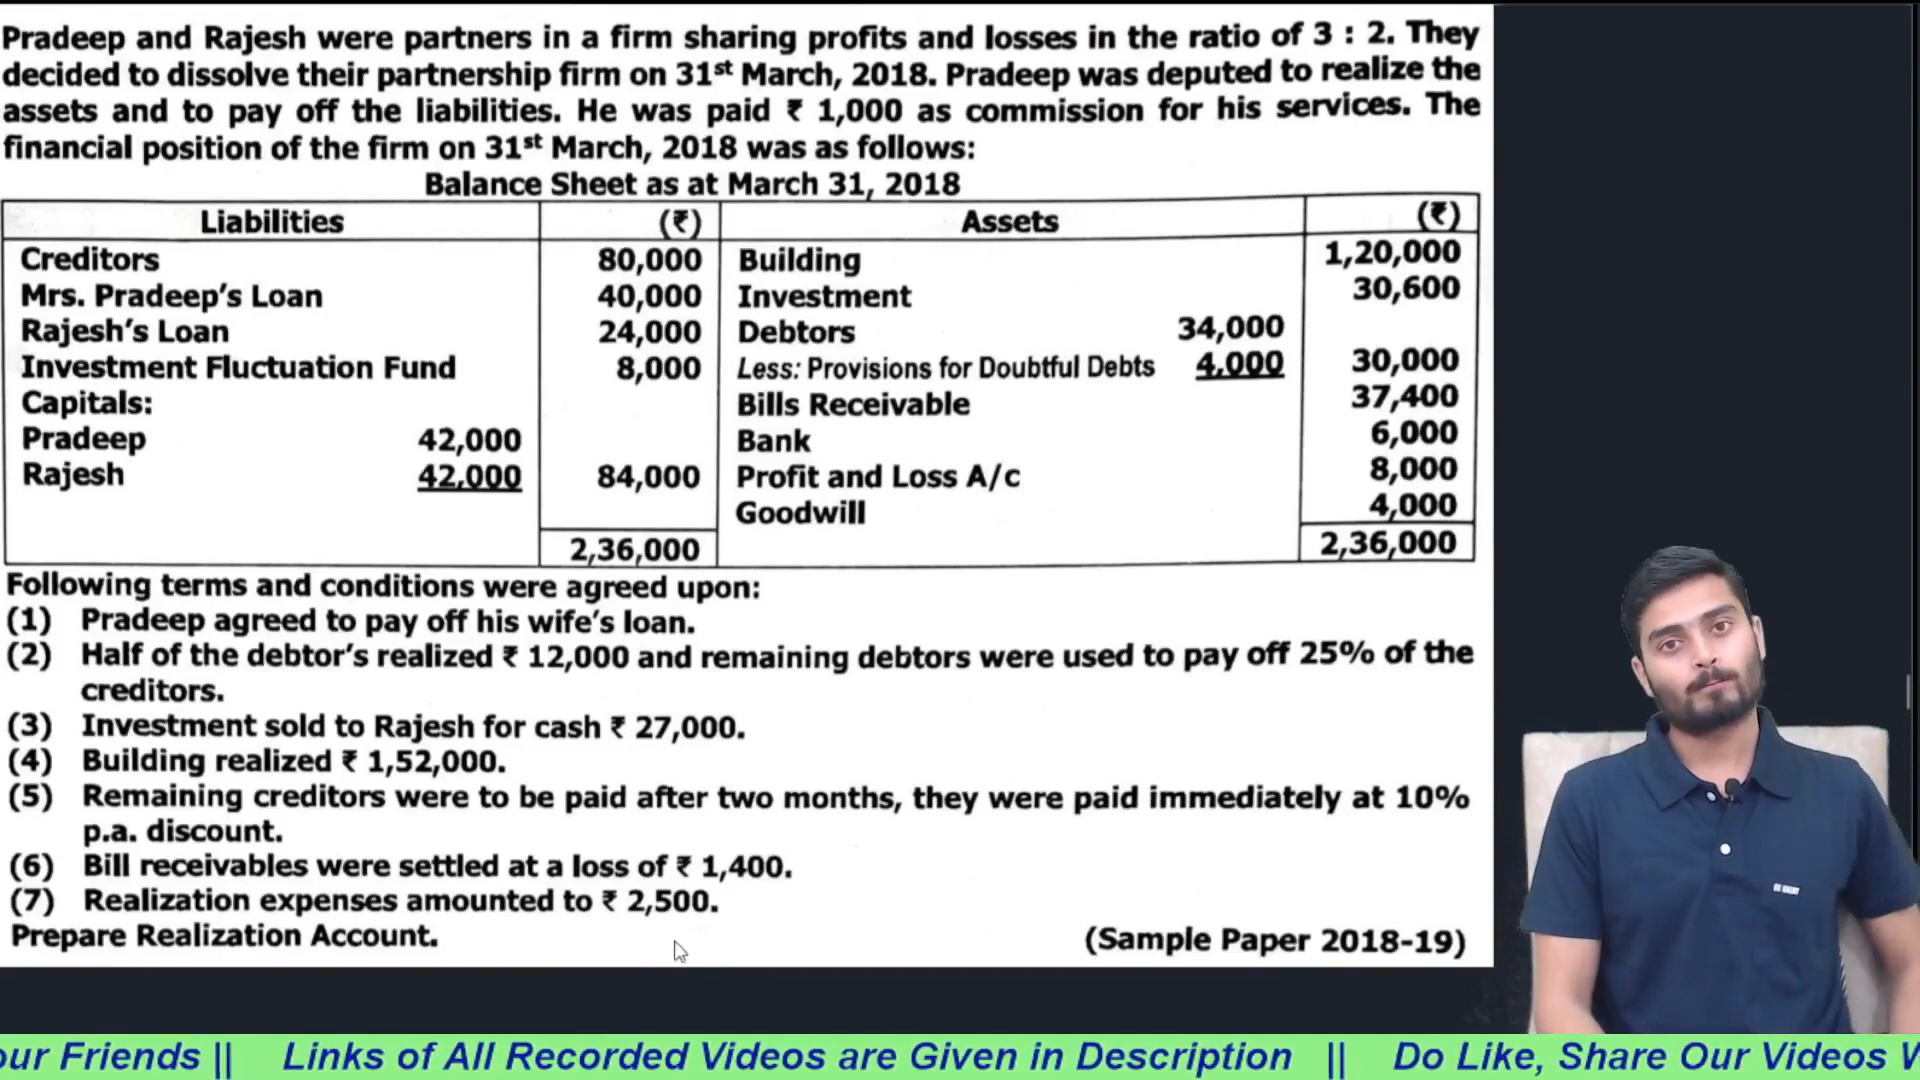 Pradeep and Rajesh were partners in a firm sharing profits and losses in the ratio of 3 : 2. They
decided to dissolve their partnership firm on 31st March, 2018. Pradeep was deputed to realize the
assets and to pay off the liabilities. He was paid ₹ 1,000 as commission for his services. The
financial position of the firm on 31st March, 2018 was as follows:
Balance Sheet as at March 31, 2018
Liabilities (₹) Assets (₹)
Creditors 80,000 Building 1,20,000
Mrs. Pradeep's Loan 40,000 Investment 30,600
Rajesh's Loan 24,000 Debtors 34,000
Investment Fluctuation Fund 8,000 Less: Provisions for Doubtful Debts 4,000 30,000
Capitals: Bills Receivable 37,400
Pradeep 42,000 Bank 6,000
Rajesh 42,000 84,000 Profit and Loss A/c 8,000
Goodwill 4,000
2,36,000 2,36,000
Following terms and conditions were agreed upon:
(1) Pradeep agreed to pay off his wife's loan.
(2) Half of the debtor's realized ₹ 12,000 and remaining debtors were used to pay off 25% of the
creditors.
(3) Investment sold to Rajesh for cash ₹ 27,000.
(4) Building realized ₹ 1,52,000.
(5) Remaining creditors were to be paid after two months, they were paid immediately at 10%
p.a. discount.
(6) Bill receivables were settled at a loss of ₹ 1,400.
(7) Realization expenses amounted to ₹ 2,500.
Prepare Realization Account. (Sample Paper 2018-19)
our Friends || Links of All Recorded Videos are Given in Description || Do Like, Share Our Videos